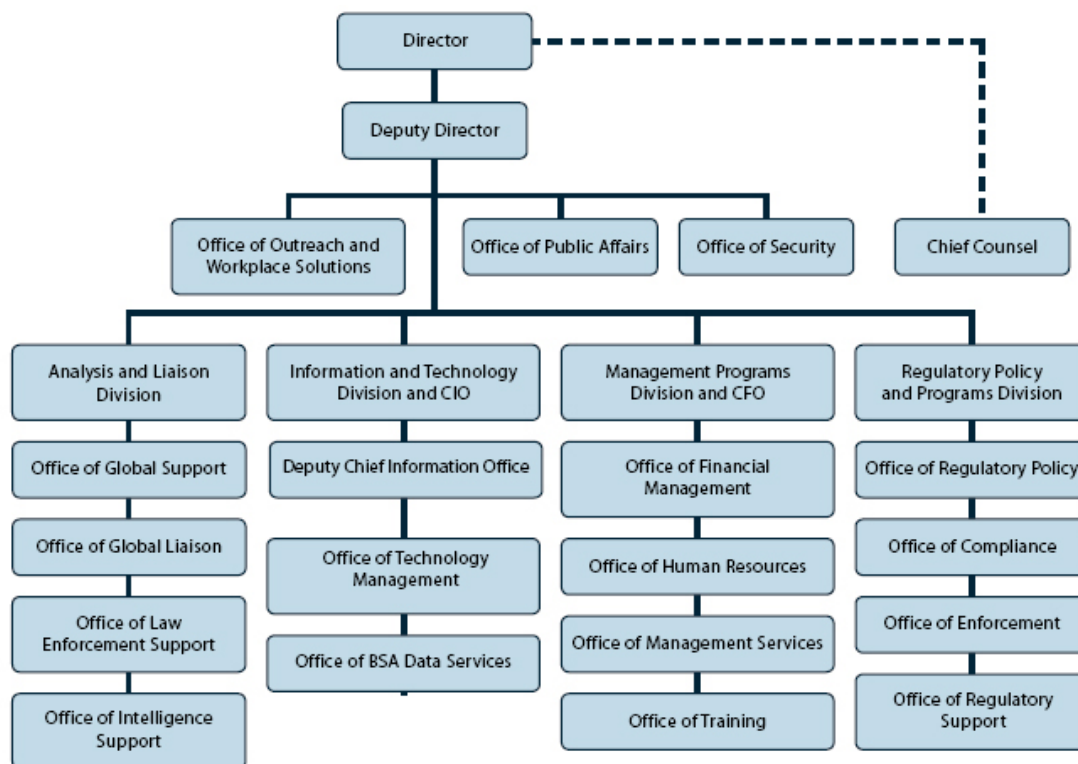 Director
Deputy Director
Office of Outreach and
Workplace Solutions
Office of Public Affairs
Office of Security
Chief Counsel
Analysis and Liaison
Division
Information and Technology
Division and CIO
Management Programs
Division and CFO
Regulatory Policy
and Programs Division
Office of Global Support
Deputy Chief Information Office
Office of Financial
Management
Office of Regulatory Policy
Office of Global Liaison
Office of Technology
Management
Office of Human Resources
Office of Compliance
Office of Law
Enforcement Support
Office of BSA Data Services
Office of Management Services
Office of Enforcement
Office of Intelligence
Support
Office of Training
Office of Regulatory
Support